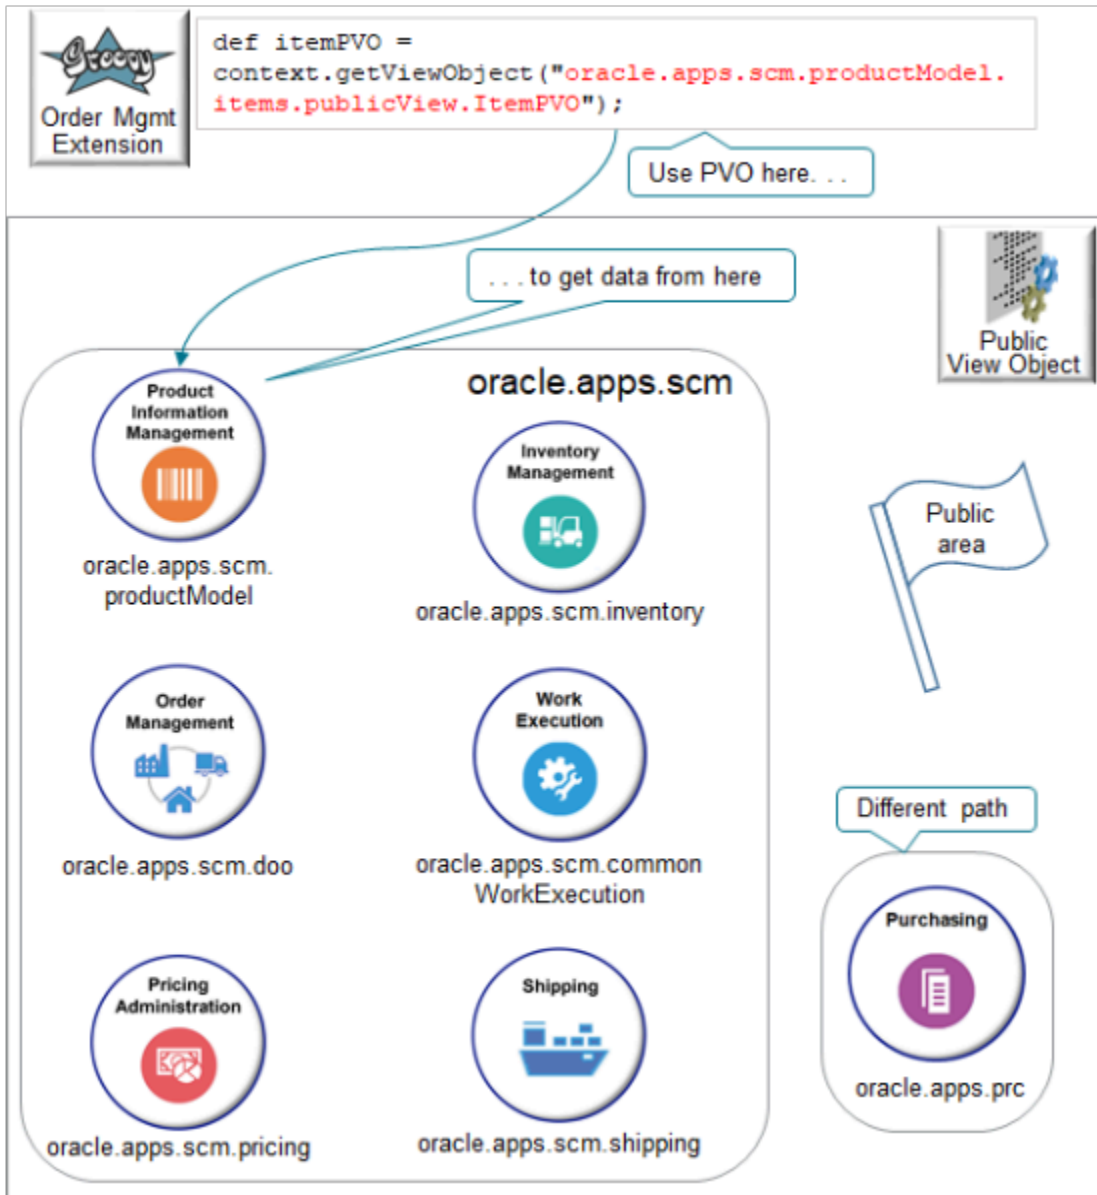 Groovy
Order Mgmt
Extension
def itemPVO =
context.getViewObject("oracle.apps.scm.productModel.
items.publicView.ItemPVO");
Use PVO here. . .
. . . to get data from here
Public
View Object
oracle.apps.scm
Product
Information
Management
oracle.apps.scm.
productModel
Inventory
Management
oracle.apps.scm.inventory
Public
area
Order
Management
oracle.apps.scm.doo
Work
Execution
oracle.apps.scm.common
WorkExecution
Different path
Purchasing
oracle.apps.prc
Pricing
Administration
oracle.apps.scm.pricing
Shipping
oracle.apps.scm.shipping